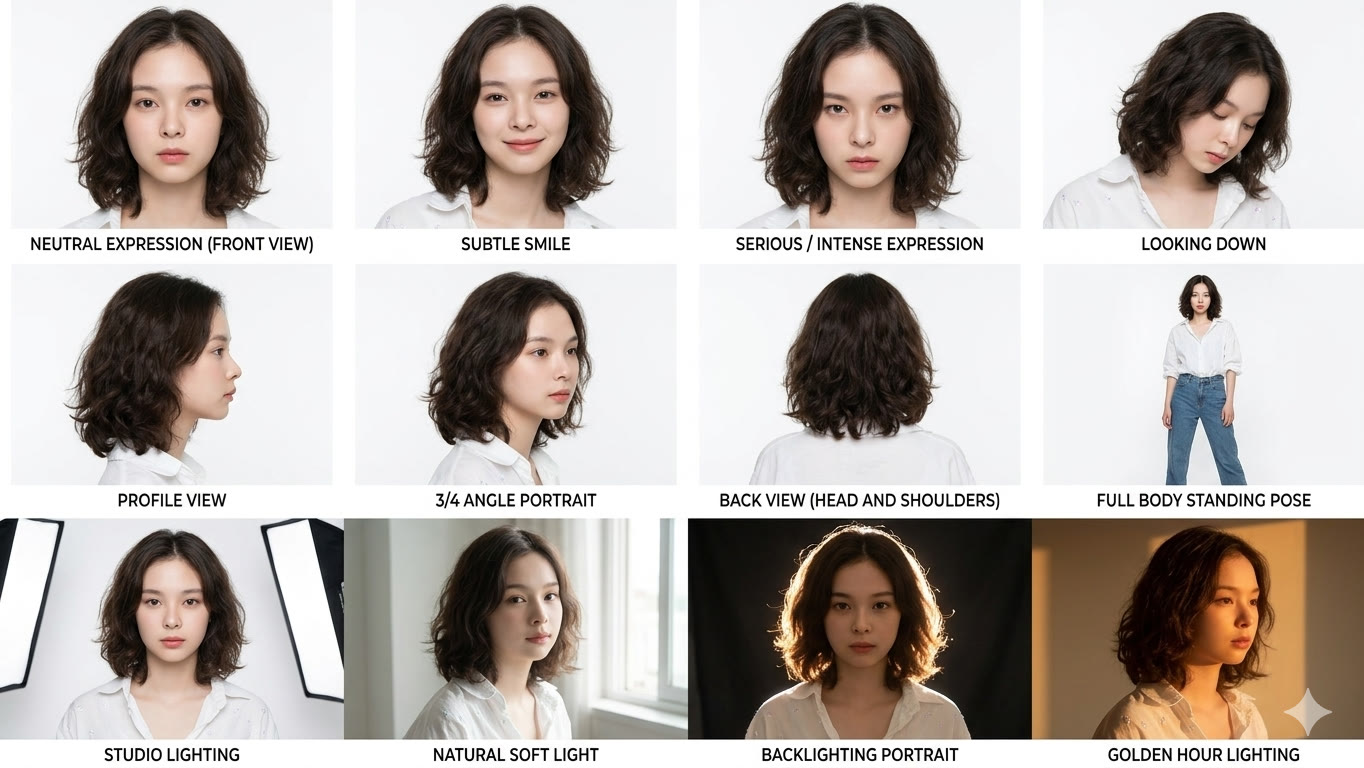 NEUTRAL EXPRESSION (FRONT VIEW)
SUBTLE SMILE
SERIOUS / INTENSE EXPRESSION
LOOKING DOWN
PROFILE VIEW
3/4 ANGLE PORTRAIT
BACK VIEW (HEAD AND SHOULDERS)
FULL BODY STANDING POSE
STUDIO LIGHTING
NATURAL SOFT LIGHT
BACKLIGHTING PORTRAIT
GOLDEN HOUR LIGHTING